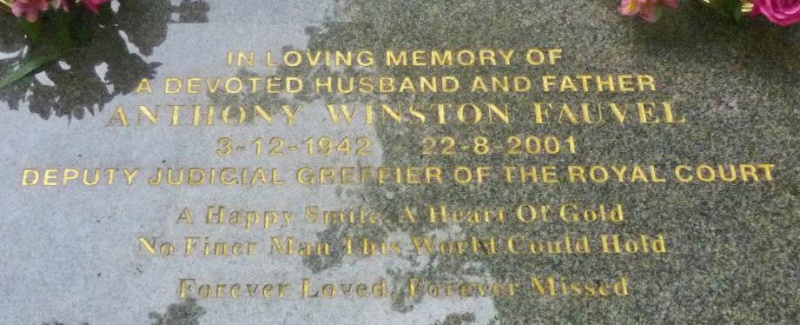 IN LOVING MEMORY OF
A DEVOTED HUSBAND AND FATHER
ANTHONY WINSTON FAUVEL
3-12-1942 - 22-8-2001
DEPUTY JUDICIAL GREFFIER OF THE ROYAL COURT
A Happy Smile, A Heart Of Gold
No Finer Man This World Could Hold
Forever Loved, Forever Missed